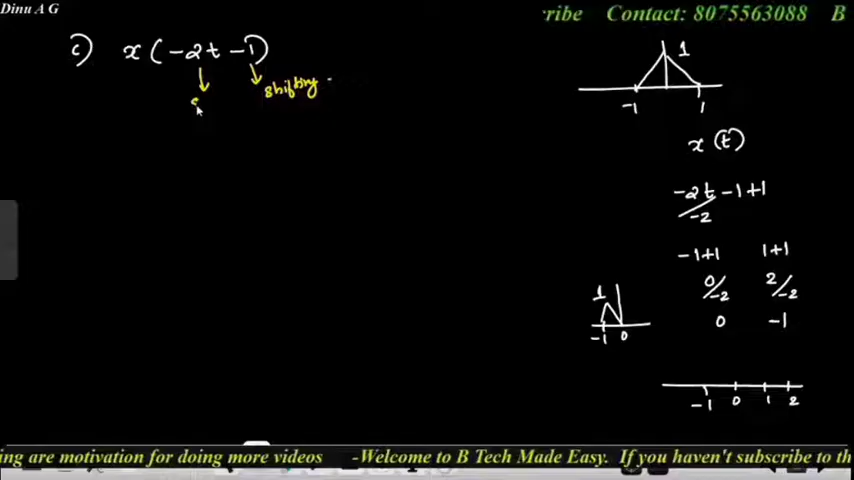 Dinu A G
ribe Contact: 8075563088 B
c) x(-2t-1)
shifting
1
-1 1
x(t)
-2t-1+1
/-2
-1+1 1+1
0/-2 2/-2
0 -1
1
-1 0
-1 0 1 2
ing are motivation for doing more videos -Welcome to B Tech Made Easy. If you haven't subscribe to th